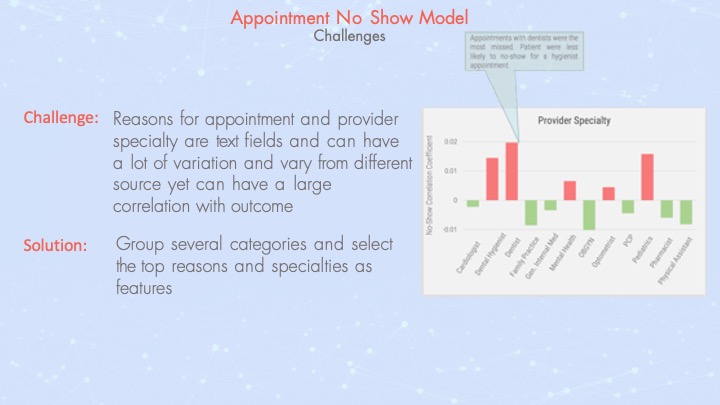 Appointment No Show Model
Challenges
Appointments with dentists were the
most missed. Patient were less
likely to no-show for a hygienist
appointment.
Challenge:
Reasons for appointment and provider
specialty are text fields and can have
a lot of variation and vary from different
source yet can have a large
correlation with outcome
Solution:
Group several categories and select
the top reasons and specialties as
features
Provider Specialty
No-Show Correlation Coefficient
0.02
0.01
0
-0.01
Cardiologist
Dental Hygienist
Dentist
Family Practice
Gen. Internal Med
Mental Health
OBGYN
Optometrist
PCP
Pediatrics
Pharmacist
Physical Assistant